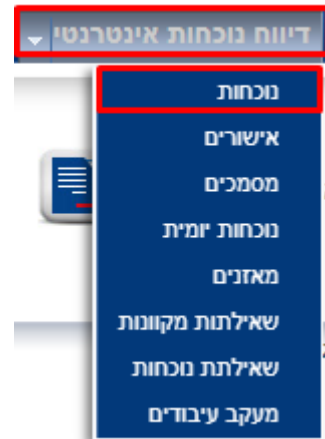 דיווח נוכחות אינטרנטי
נוכחות
אישורים
מסמכים
נוכחות יומית
מאזנים
שאילתות מקוונות
שאילתת נוכחות
מעקב עיבודים